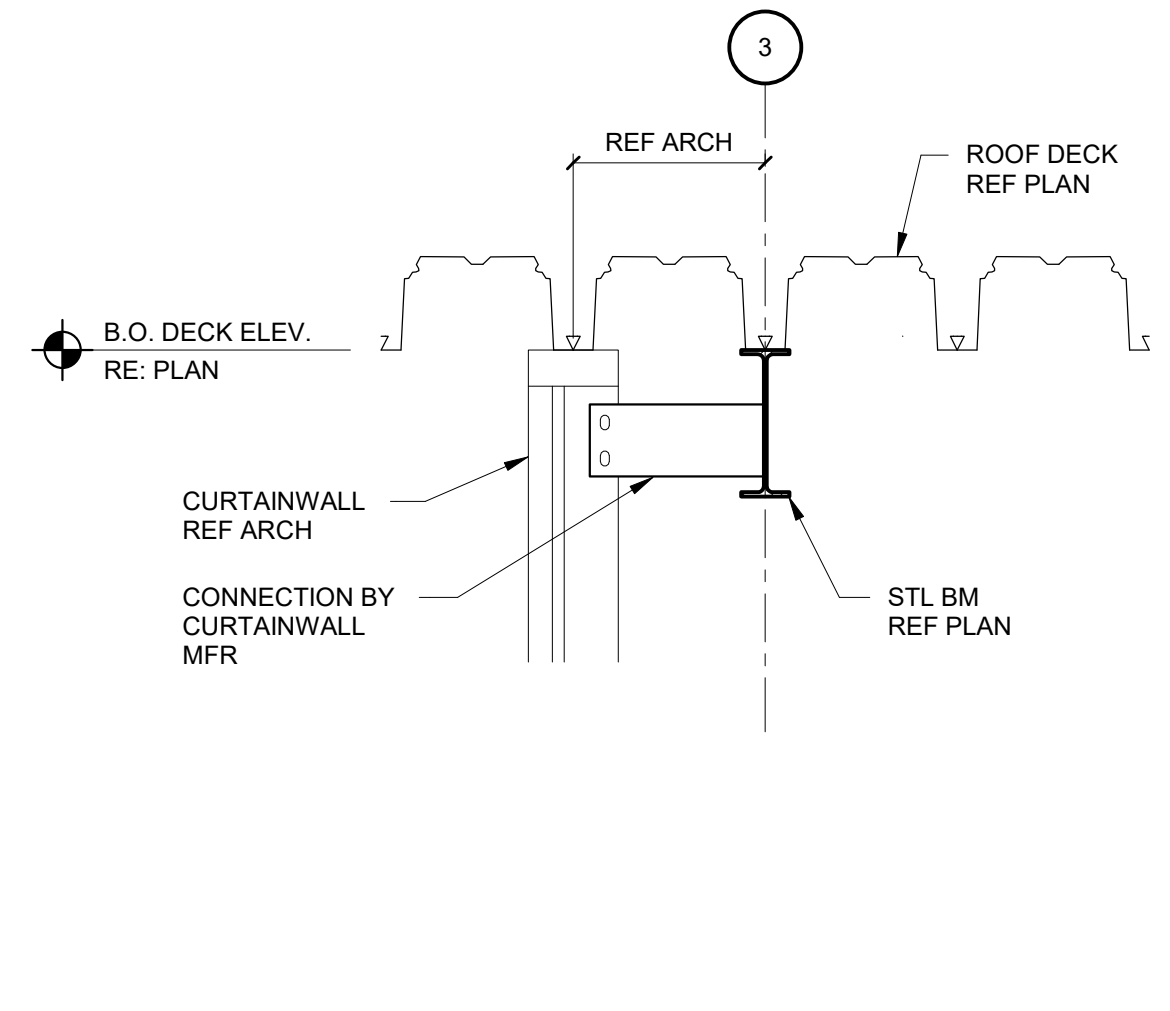 3
REF ARCH
ROOF DECK
REF PLAN
B.O. DECK ELEV.
RE: PLAN
CURTAINWALL
REF ARCH
CONNECTION BY
CURTAINWALL
MFR
STL BM
REF PLAN